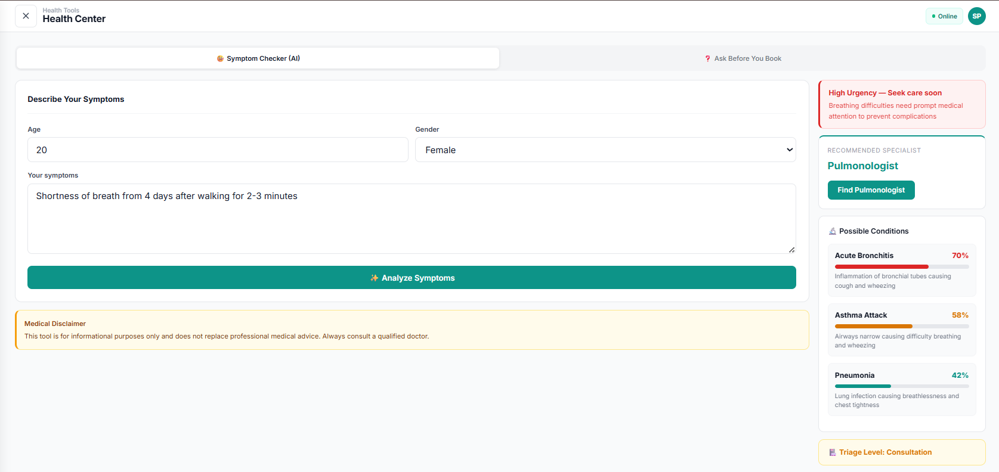 Health Tools
Health Center
Online
SP
Symptom Checker (AI)
Ask Before You Book
Describe Your Symptoms
Age
Gender
20
Female
Your symptoms
Shortness of breath from 4 days after walking for 2-3 minutes
Analyze Symptoms
Medical Disclaimer
This tool is for informational purposes only and does not replace professional medical advice. Always consult a qualified doctor.
High Urgency — Seek care soon
Breathing difficulties need prompt medical
attention to prevent complications
RECOMMENDED SPECIALIST
Pulmonologist
Find Pulmonologist
Possible Conditions
Acute Bronchitis 70%
Inflammation of bronchial tubes causing
cough and wheezing
Asthma Attack 58%
Airways narrow causing difficulty breathing
and wheezing
Pneumonia 42%
Lung infection causing breathlessness and
chest tightness
Triage Level: Consultation